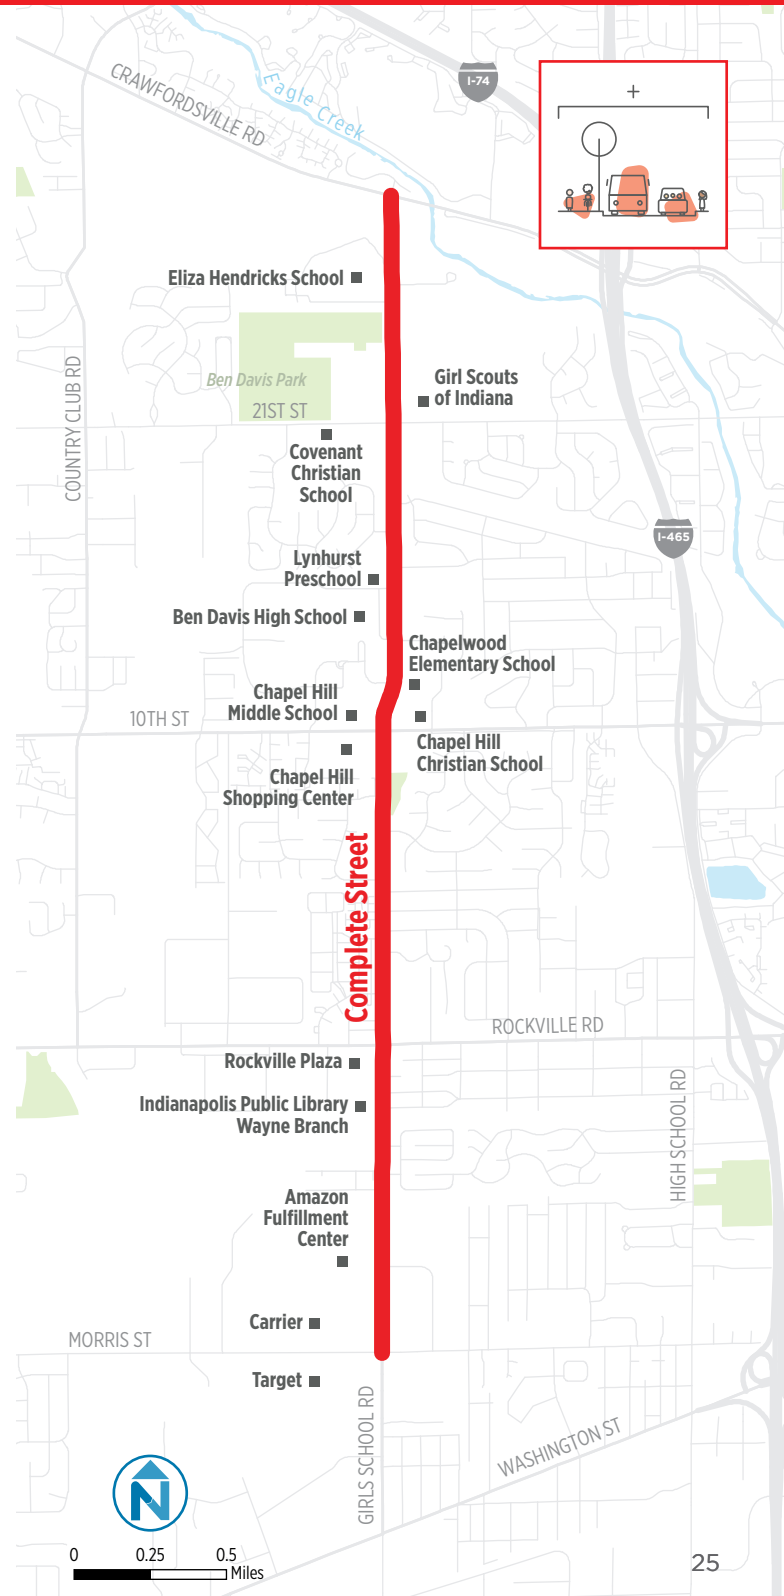 I-74
CRAWFORDSVILLE RD
Eagle Creek
+
Eliza Hendricks School
COUNTRY CLUB RD
Ben Davis Park
Girl Scouts
of Indiana
21ST ST
Covenant
Christian
School
I-465
Lynhurst
Preschool
Ben Davis High School
Chapelwood
Elementary School
Chapel Hill
Middle School
10TH ST
Chapel Hill
Christian School
Chapel Hill
Shopping Center
Complete Street
ROCKVILLE RD
Rockville Plaza
Indianapolis Public Library
Wayne Branch
HIGH SCHOOL RD
Amazon
Fulfillment
Center
Carrier
MORRIS ST
Target
GIRLS SCHOOL RD
WASHINGTON ST
N
0 0.25 0.5
Miles
25